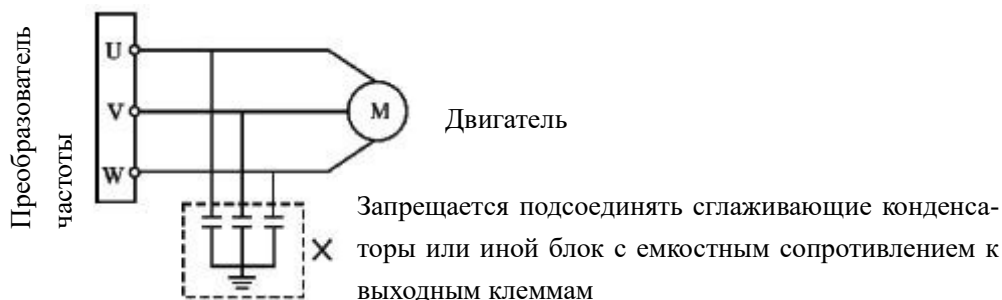 Преобразователь
частоты
U
V
W
M
Двигатель
Запрещается подсоединять сглаживающие конденса-
торы или иной блок с емкостным сопротивлением к
выходным клеммам